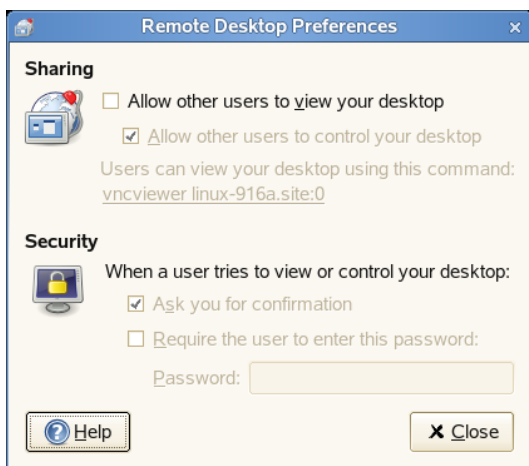 Remote Desktop Preferences
Sharing
Allow other users to view your desktop
Allow other users to control your desktop
Users can view your desktop using this command:
vncviewer linux-916a.site:0
Security
When a user tries to view or control your desktop:
Ask you for confirmation
Require the user to enter this password:
Password:
Help
Close